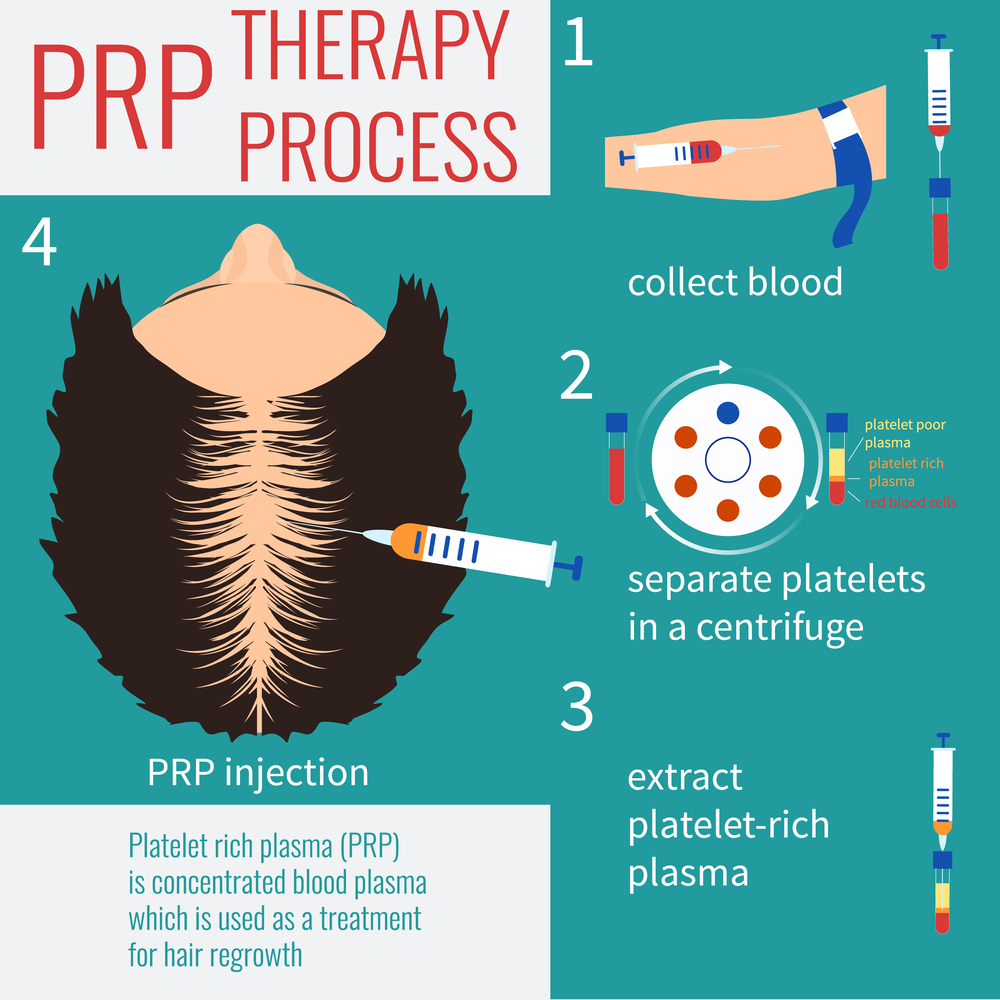 PRP
THERAPY
PROCESS
1
collect blood
2
platelet poor
plasma
platelet rich
plasma
red blood cells
separate platelets
in a centrifuge
3
extract
platelet-rich
plasma
4
PRP injection
Platelet rich plasma (PRP)
is concentrated blood plasma
which is used as a treatment
for hair regrowth